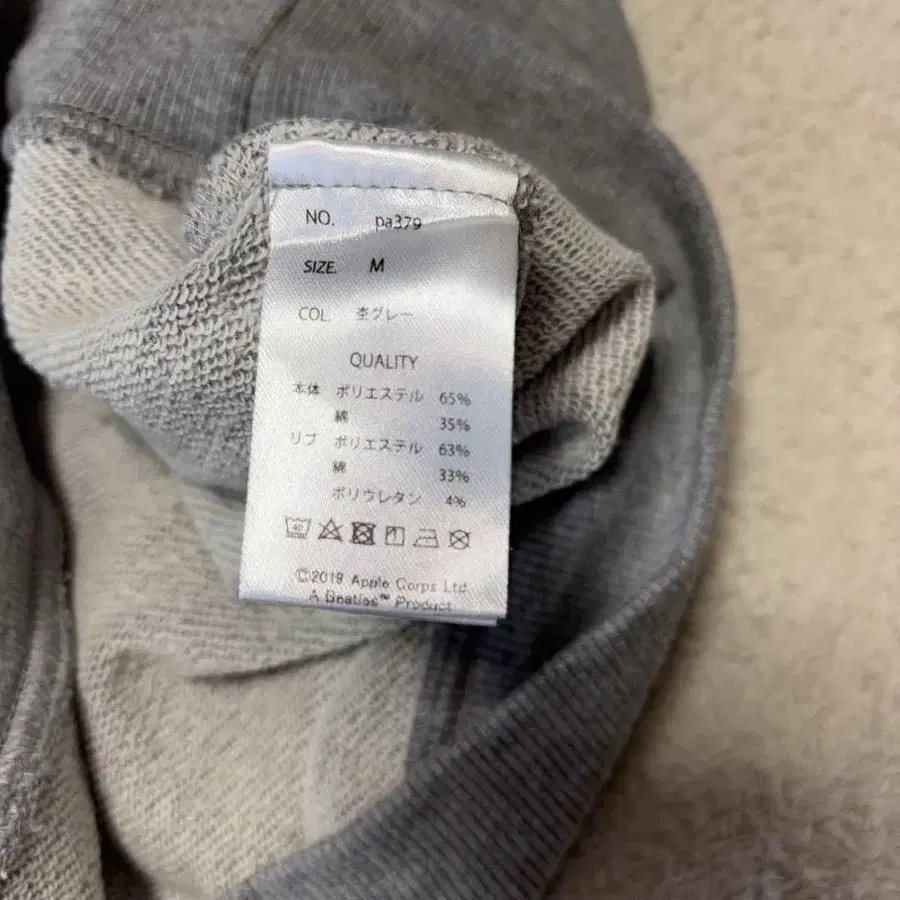 NO. pa379
SIZE. M
COL. 杢グレー
QUALITY
本体 ポリエステル 65%
綿 35%
リブ ポリエステル 63%
綿 33%
ポリウレタン 4%
40
©2019 Apple Corps Ltd
A Beatles™ Product